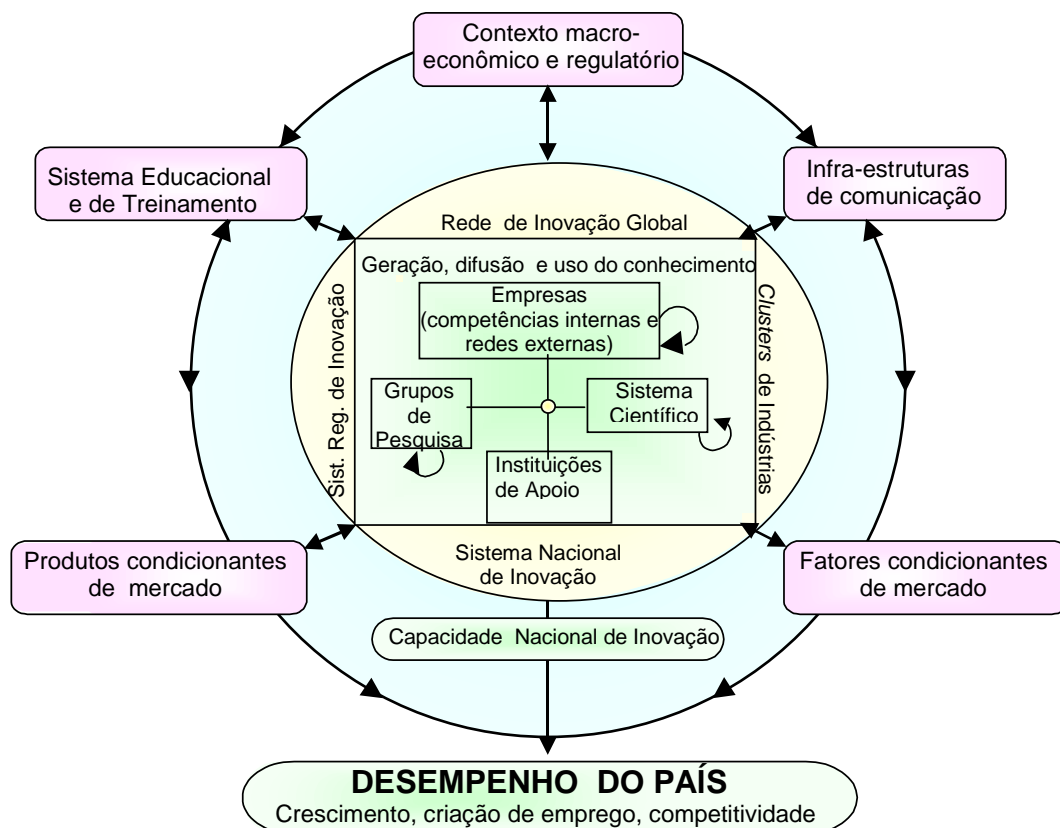 Contexto macro-
econômico e regulatório
Sistema Educacional
e de Treinamento
Infra-estruturas
de comunicação
Rede de Inovação Global
Geração, difusão e uso do conhecimento
Empresas
(competências internas e
redes externas)
Sist. Reg. de Inovação
Clusters de Indústrias
Grupos
de
Pesquisa
Sistema
Científico
Instituições
de Apoio
Sistema Nacional
de Inovação
Produtos condicionantes
de mercado
Fatores condicionantes
de mercado
Capacidade Nacional de Inovação
DESEMPENHO DO PAÍS
Crescimento, criação de emprego, competitividade